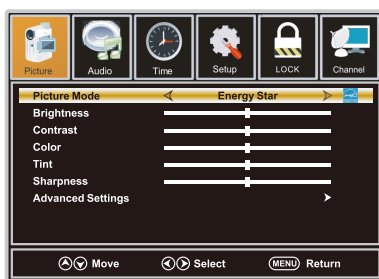 Picture Audio Time Setup LOCK Channel
Picture Mode Energy Star
Brightness
Contrast
Color
Tint
Sharpness
Advanced Settings
Move Select MENU Return